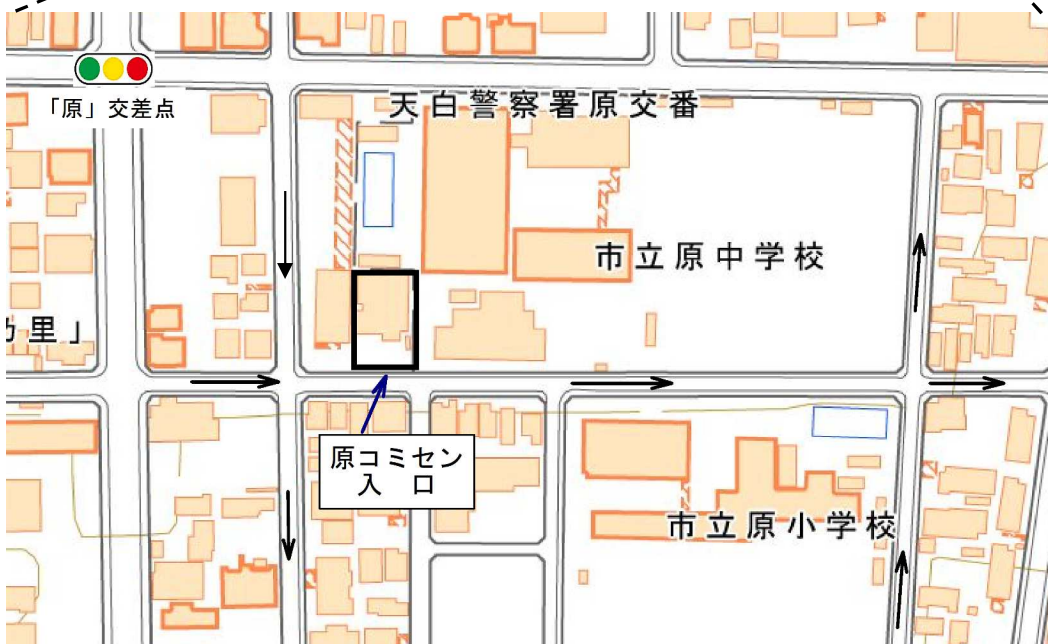 「原」交差点
天白警察署原交番
市立原中学校
里」
原コミセン
入 口
市立原小学校